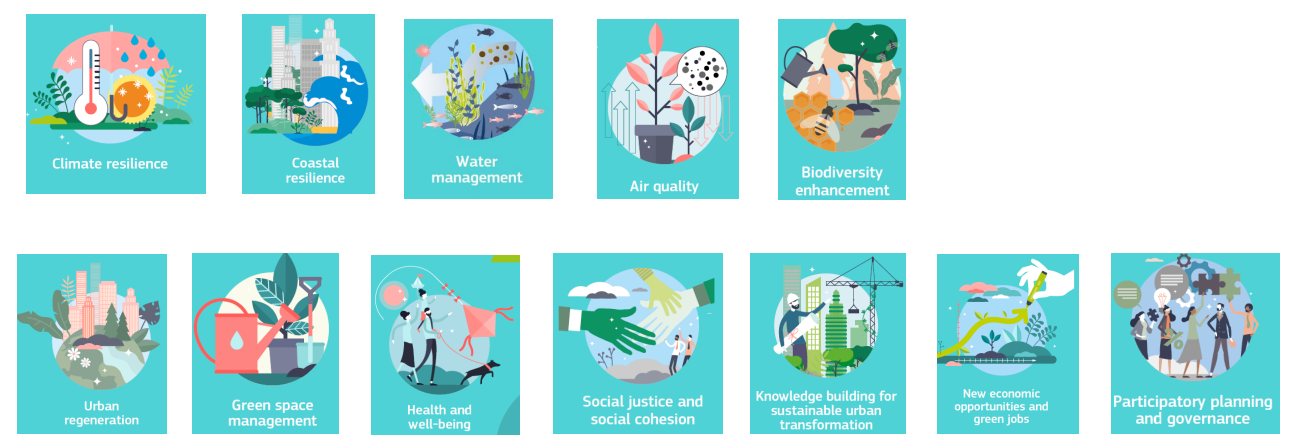 Climate resilience
Coastal
resilience
Water
management
Air quality
Biodiversity
enhancement
Urban
regeneration
Green space
management
Health and
well-being
Social justice and
social cohesion
Knowledge building for
sustainable urban
transformation
New economic
opportunities and
green jobs
Participatory planning
and governance